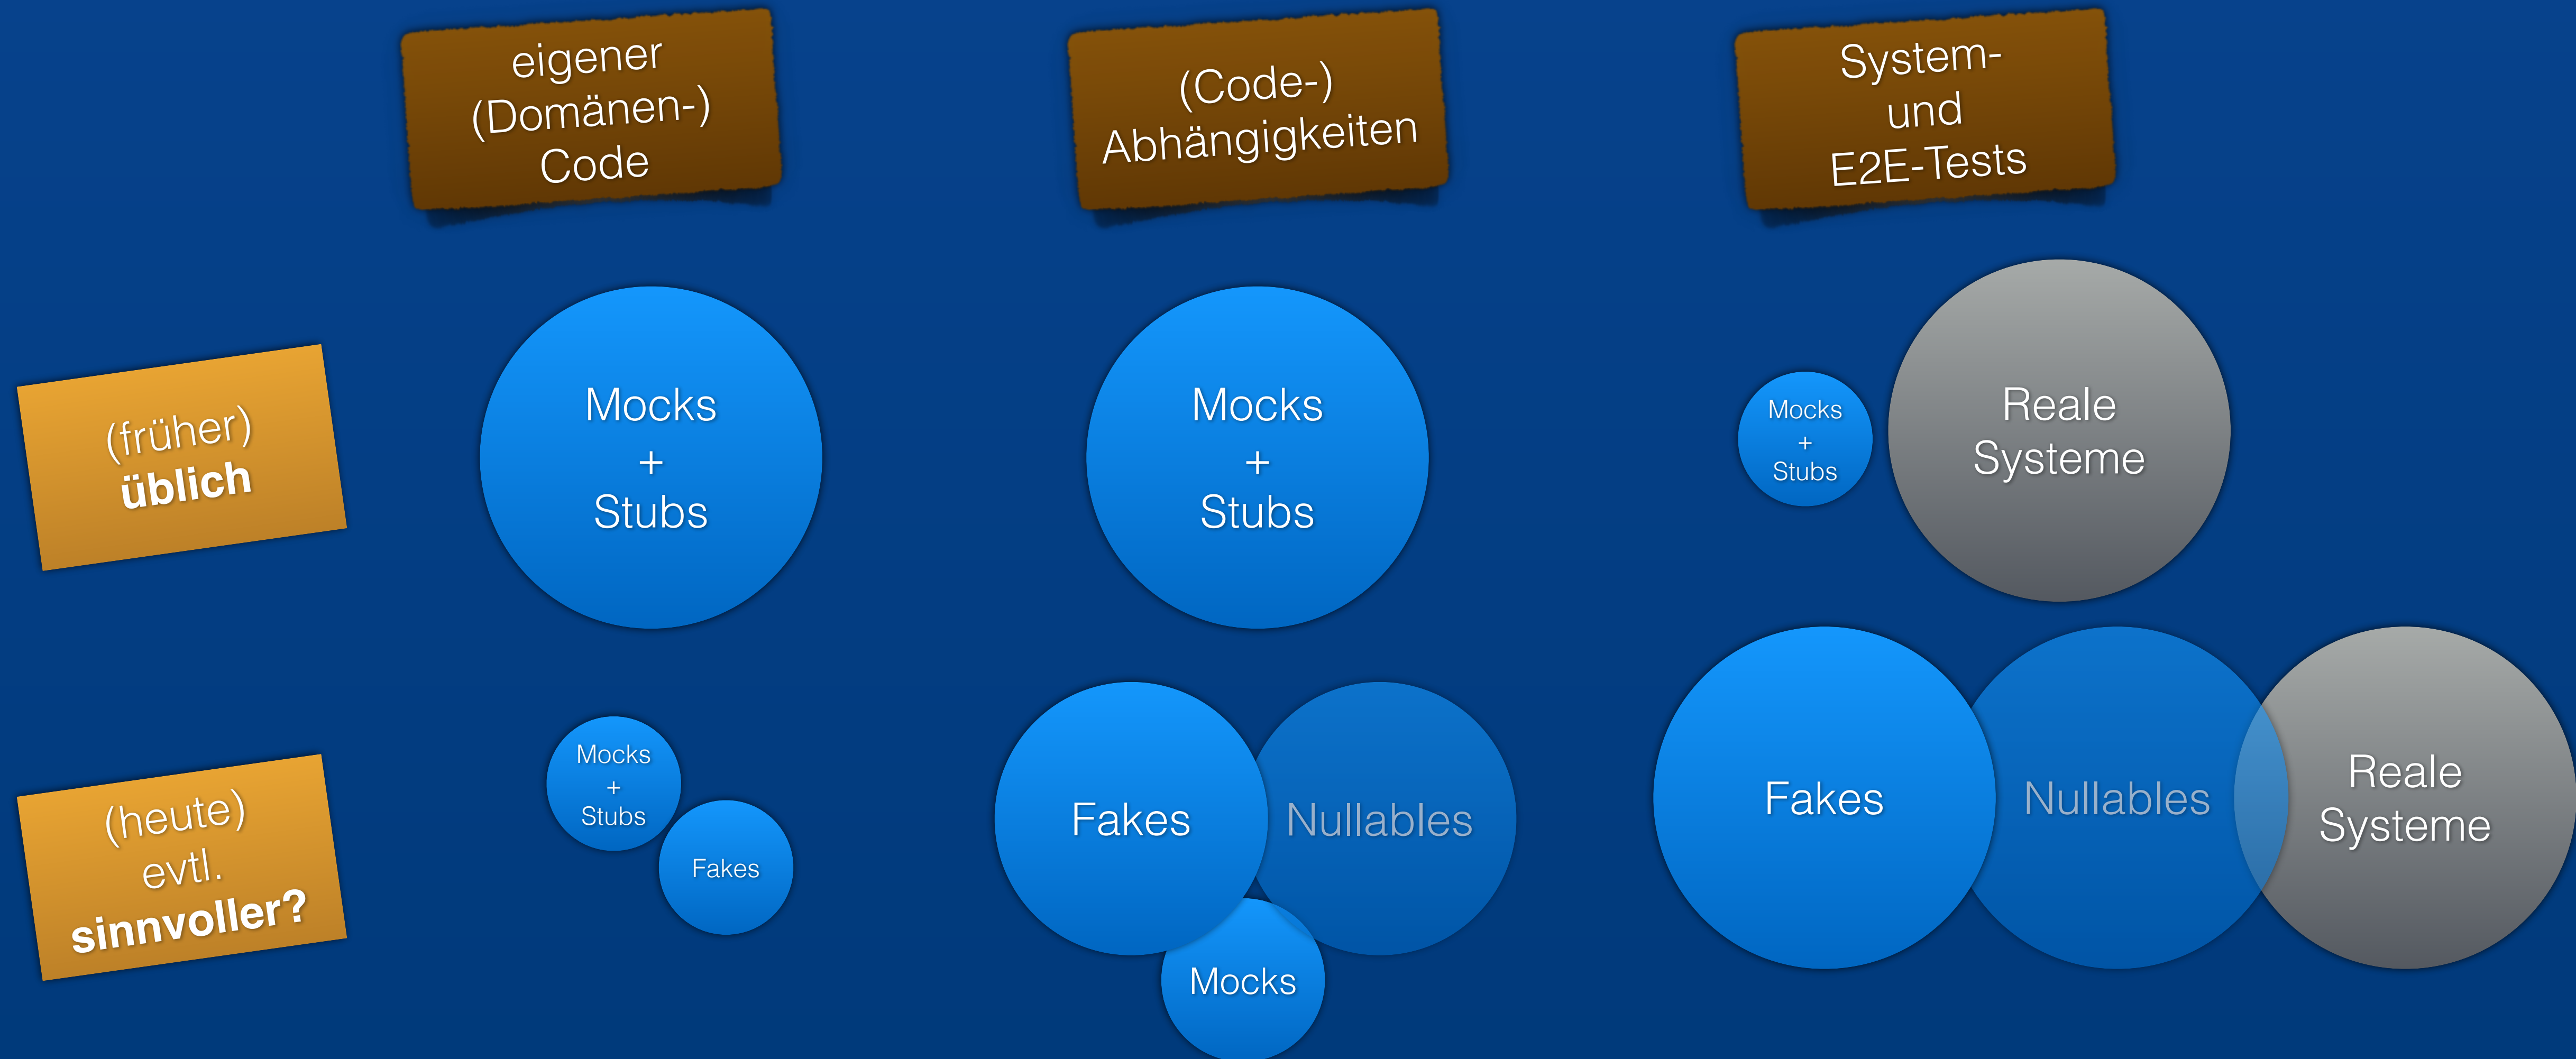 eigener
(Domänen-)
Code
(Code-)
Abhängigkeiten
System-
und
E2E-Tests
(früher)
üblich
Mocks
+
Stubs
Mocks
+
Stubs
Mocks
+
Stubs
Reale
Systeme
(heute)
evtl.
sinnvoller?
Mocks
+
Stubs
Fakes
Fakes
Nullables
Mocks
Fakes
Nullables
Reale
Systeme